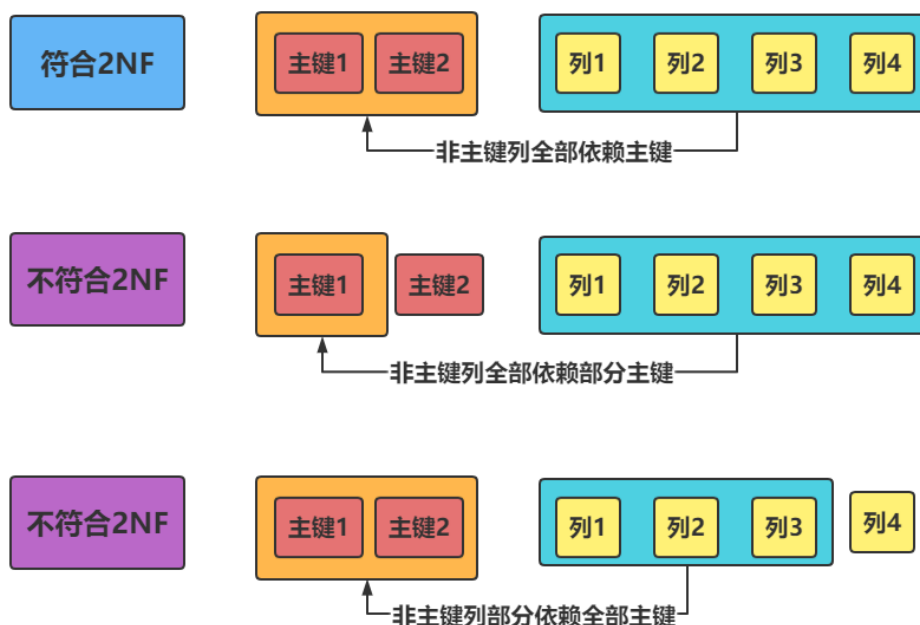 符合2NF
主键1 主键2
列1 列2 列3 列4
非主键列全部依赖主键
不符合2NF
主键1 主键2
列1 列2 列3 列4
非主键列全部依赖部分主键
不符合2NF
主键1 主键2
列1 列2 列3 列4
非主键列部分依赖全部主键